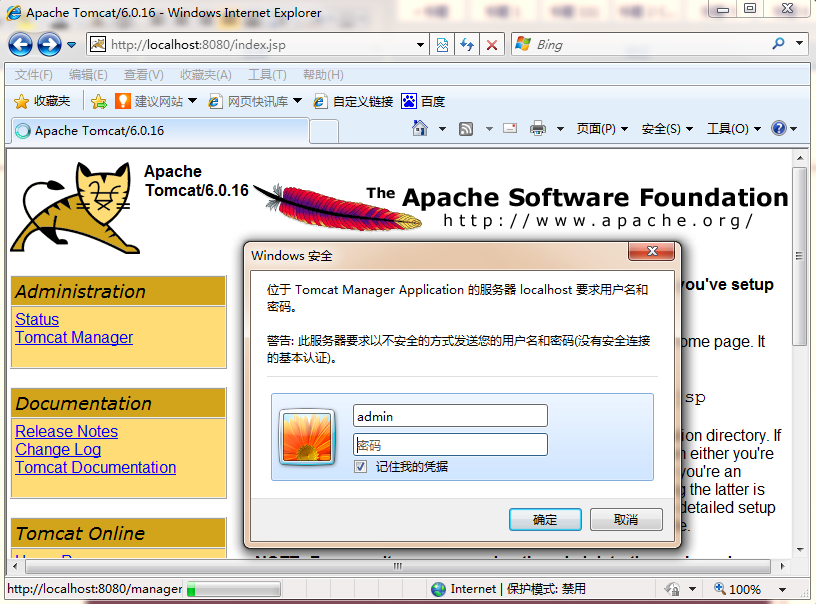 Apache Tomcat/6.0.16 - Windows Internet Explorer
http://localhost:8080/index.jsp
Bing
文件(F) 编辑(E) 查看(V) 收藏夹(A) 工具(T) 帮助(H)
收藏夹 建议网站 网页快讯库 自定义链接 百度
Apache Tomcat/6.0.16
页面(P) 安全(S) 工具(O)
Apache
Tomcat/6.0.16
The Apache Software Foundation
http://www.apache.org/
Administration
Status
Tomcat Manager
Documentation
Release Notes
Change Log
Tomcat Documentation
Tomcat Online
Windows 安全
位于 Tomcat Manager Application 的服务器 localhost 要求用户名和
密码。
警告: 此服务器要求以不安全的方式发送您的用户名和密码(没有安全连接
的基本认证)。
admin
密码
记住我的凭据
确定 取消
you've setup
ome page. It
sp
ion directory. If
n either you're
you're an
g the latter is
detailed setup
e.
http://localhost:8080/manager
Internet | 保护模式: 禁用
100%